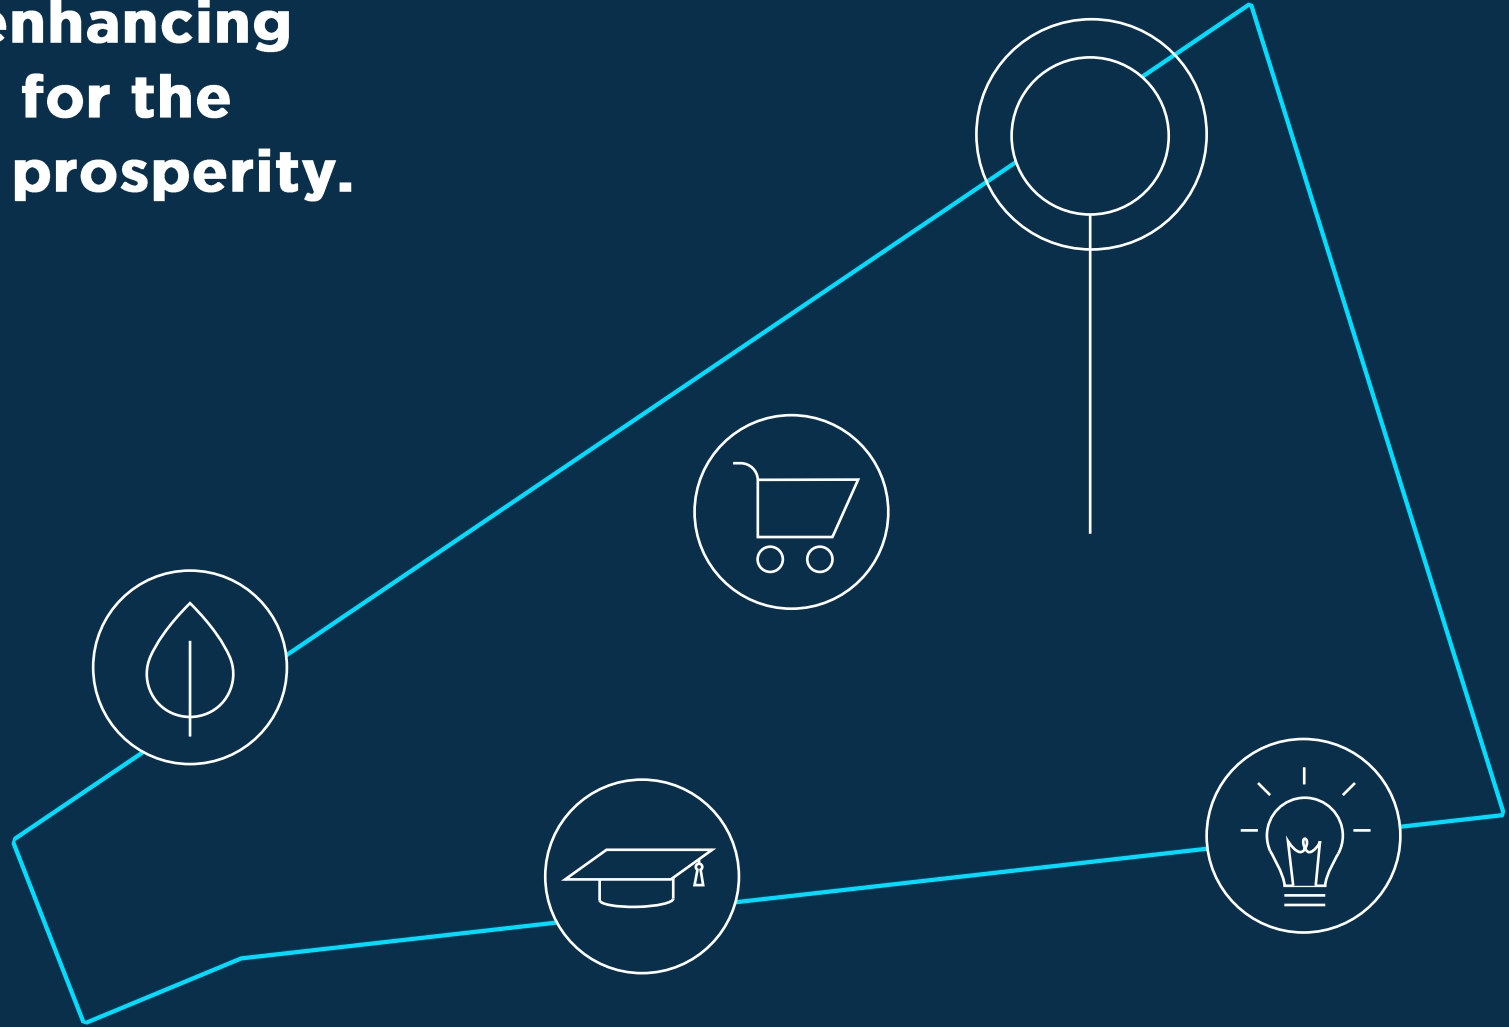 enhancing
for the
prosperity.